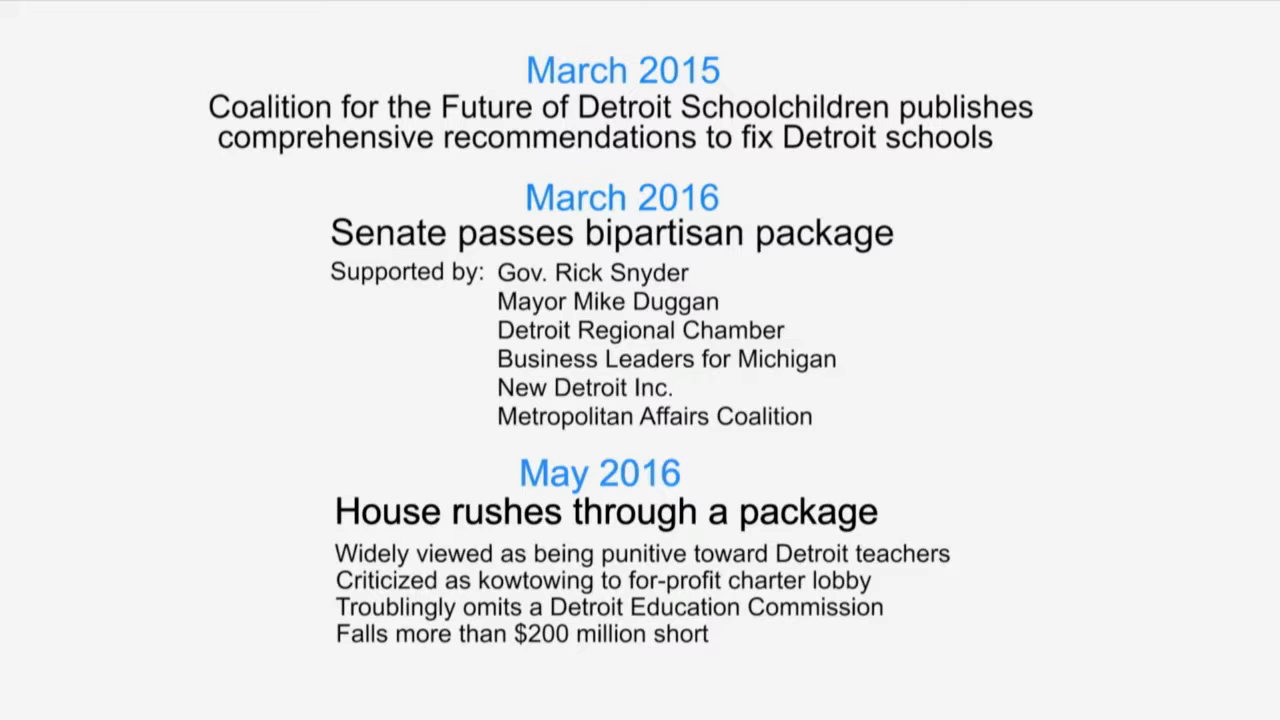 March 2015
Coalition for the Future of Detroit Schoolchildren publishes
comprehensive recommendations to fix Detroit schools
March 2016
Senate passes bipartisan package
Supported by: Gov. Rick Snyder
Mayor Mike Duggan
Detroit Regional Chamber
Business Leaders for Michigan
New Detroit Inc.
Metropolitan Affairs Coalition
May 2016
House rushes through a package
Widely viewed as being punitive toward Detroit teachers
Criticized as kowtowing to for-profit charter lobby
Troublingly omits a Detroit Education Commission
Falls more than $200 million short